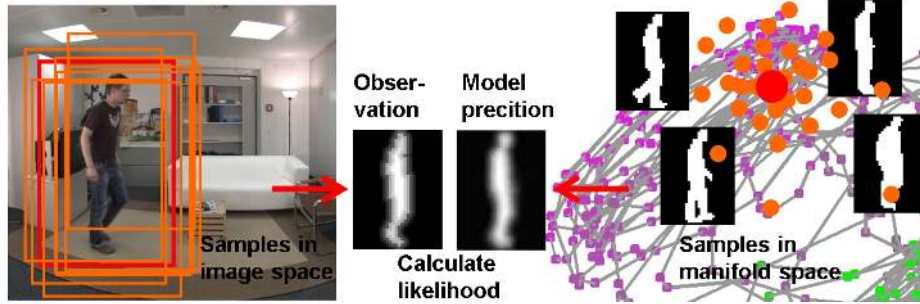 Obser-
vation
Model
precition
Samples in
image space
Calculate
likelihood
Samples in
manifold space